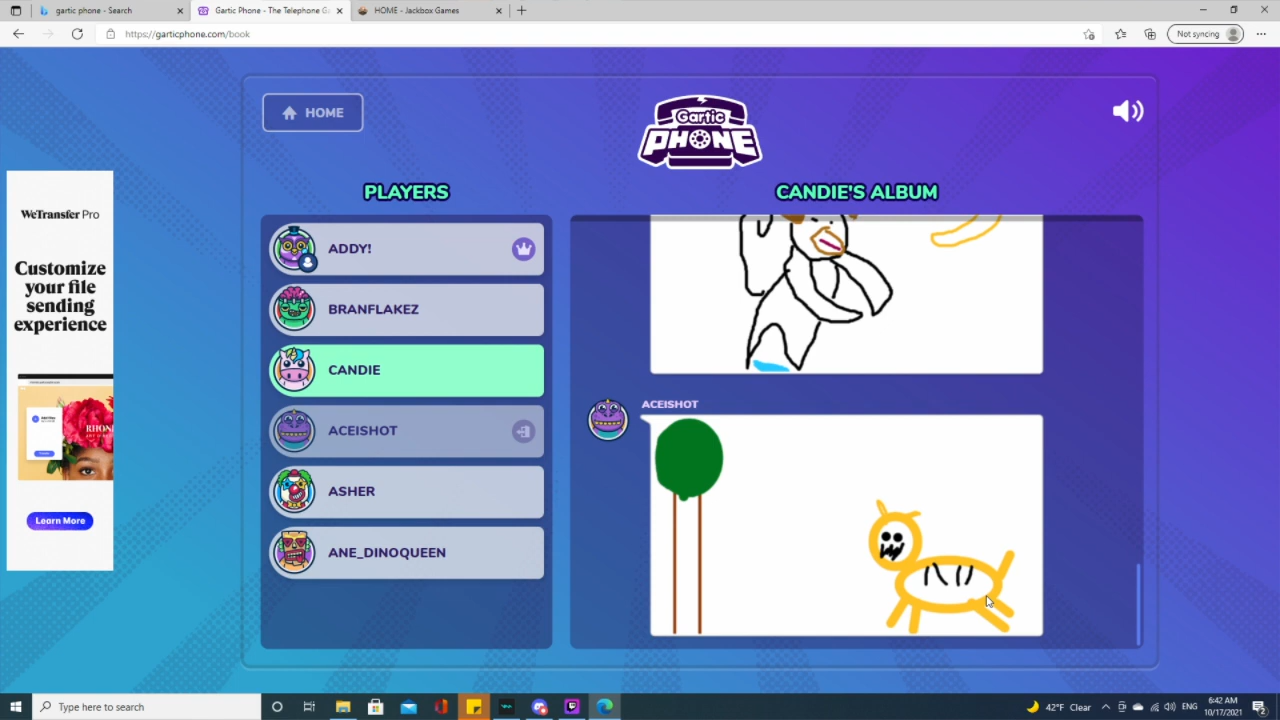 gartic phone - Search
Gartic Phone - The Telephone Ga
HOME - Jackbox Games
https://garticphone.com/book
Not syncing
HOME
Gartic
PHONE
PLAYERS
CANDIE'S ALBUM
ADDY!
BRANFLAKEZ
CANDIE
ACEISHOT
ASHER
ANE_DINOQUEEN
ACEISHOT
WeTransfer Pro
Customize
your file
sending
experience
Learn More
Type here to search
42°F Clear
ENG
6:42 AM
10/17/2021
2